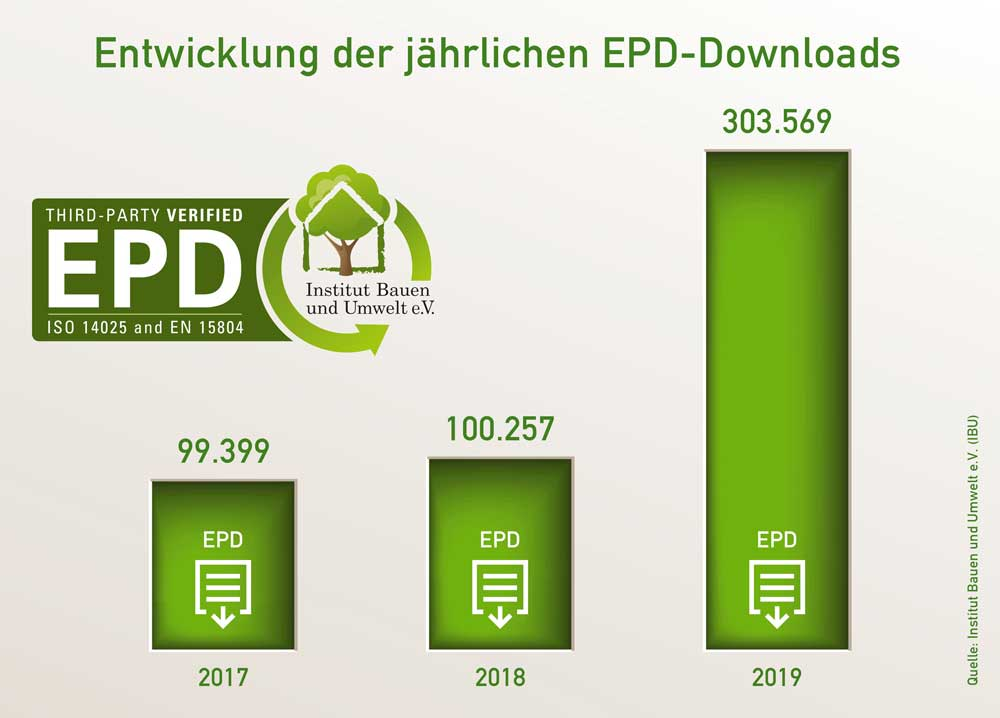 Entwicklung der jährlichen EPD-Downloads
303.569
THIRD-PARTY VERIFIED
EPD
ISO 14025 and EN 15804
Institut Bauen
und Umwelt e.V.
99.399
100.257
EPD
EPD
EPD
2017
2018
2019
Quelle: Institut Bauen und Umwelt e.V. (IBU)